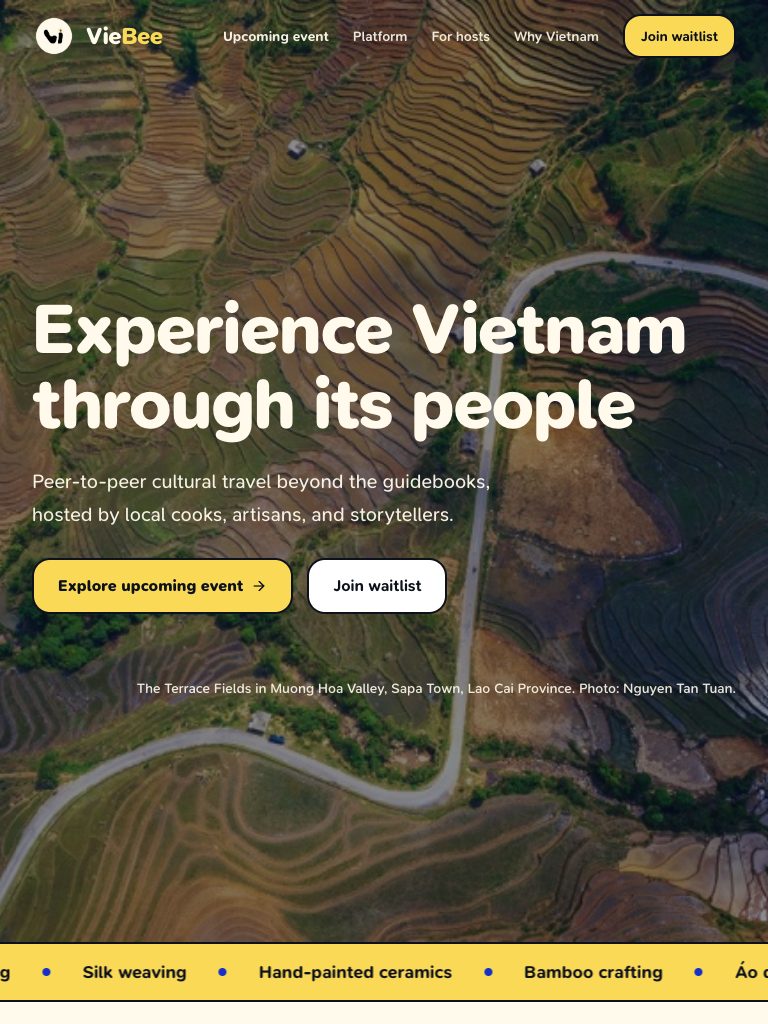 VieBee
Upcoming event
Platform
For hosts
Why Vietnam
Join waitlist
Experience Vietnam
through its people
Peer-to-peer cultural travel beyond the guidebooks,
hosted by local cooks, artisans, and storytellers.
Explore upcoming event →
Join waitlist
The Terrace Fields in Muong Hoa Valley, Sapa Town, Lao Cai Province. Photo: Nguyen Tan Tuan.
g • Silk weaving • Hand-painted ceramics • Bamboo crafting • Áo